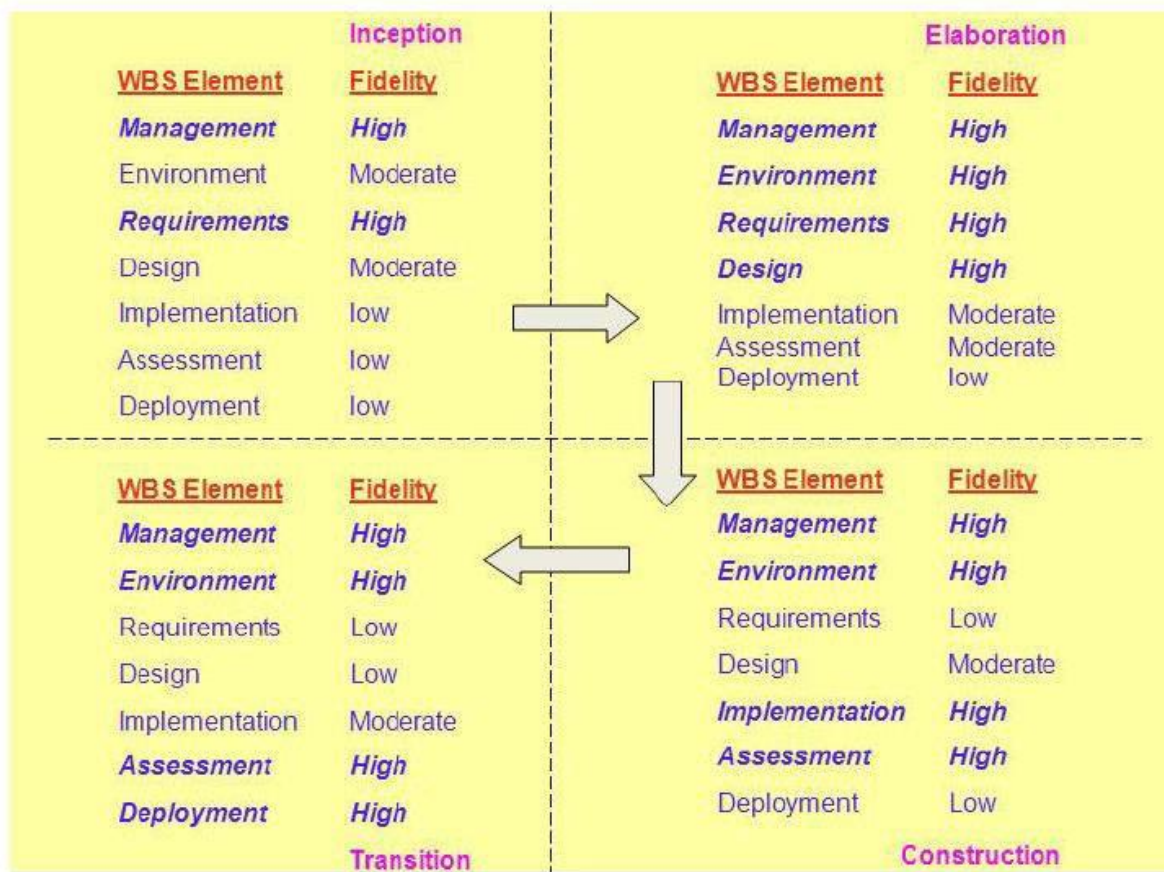 Inception
WBS Element Fidelity
Management High
Environment Moderate
Requirements High
Design Moderate
Implementation low
Assessment low
Deployment low
Elaboration
WBS Element Fidelity
Management High
Environment High
Requirements High
Design High
Implementation Moderate
Assessment Moderate
Deployment low
WBS Element Fidelity
Management High
Environment High
Requirements Low
Design Low
Implementation Moderate
Assessment High
Deployment High
Transition
WBS Element Fidelity
Management High
Environment High
Requirements Low
Design Moderate
Implementation High
Assessment High
Deployment Low
Construction